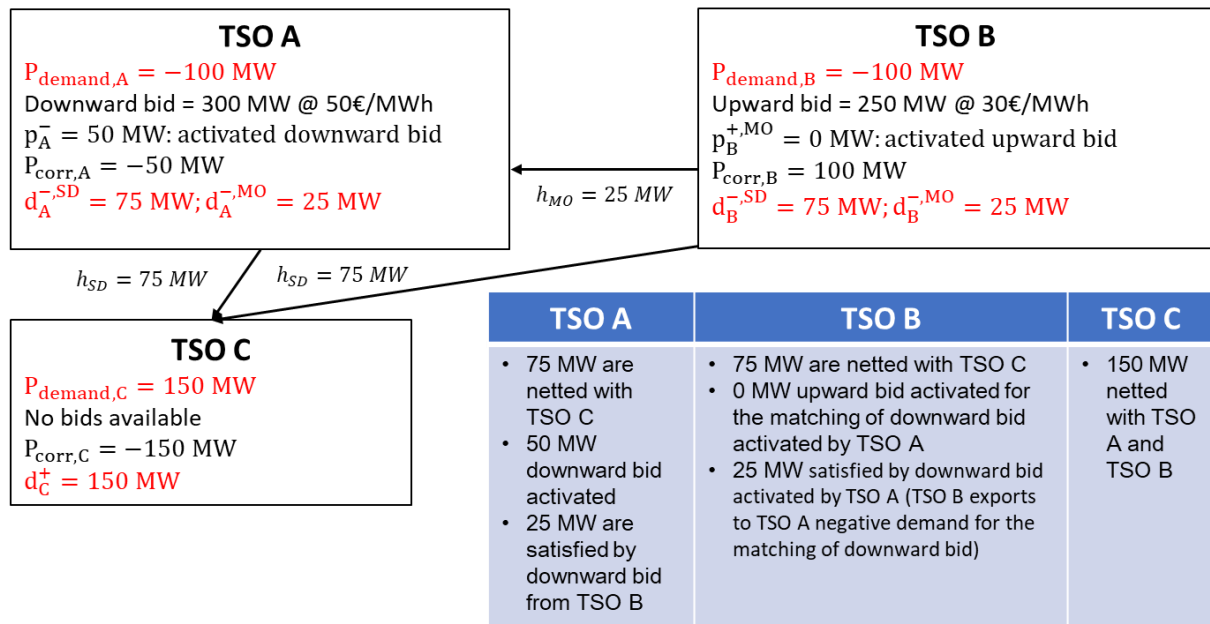 TSO A
P_demand,A = −100 MW
Downward bid = 300 MW @ 50€/MWh
p_A^− = 50 MW: activated downward bid
P_corr,A = −50 MW
d_A^−,SD = 75 MW; d_A^−,MO = 25 MW
TSO B
P_demand,B = −100 MW
Upward bid = 250 MW @ 30€/MWh
p_B^+,MO = 0 MW: activated upward bid
P_corr,B = 100 MW
d_B^−,SD = 75 MW; d_B^−,MO = 25 MW
h_MO = 25 MW
h_SD = 75 MW
h_SD = 75 MW
TSO C
P_demand,C = 150 MW
No bids available
P_corr,C = −150 MW
d_C^+ = 150 MW
TSO A
• 75 MW are
netted with
TSO C
• 50 MW
downward bid
activated
• 25 MW are
satisfied by
downward bid
from TSO B
TSO B
• 75 MW are netted with TSO C
• 0 MW upward bid activated for
the matching of downward bid
activated by TSO A
• 25 MW satisfied by downward bid
activated by TSO A (TSO B exports
to TSO A negative demand for the
matching of downward bid)
TSO C
• 150 MW
netted
with TSO
A and
TSO B